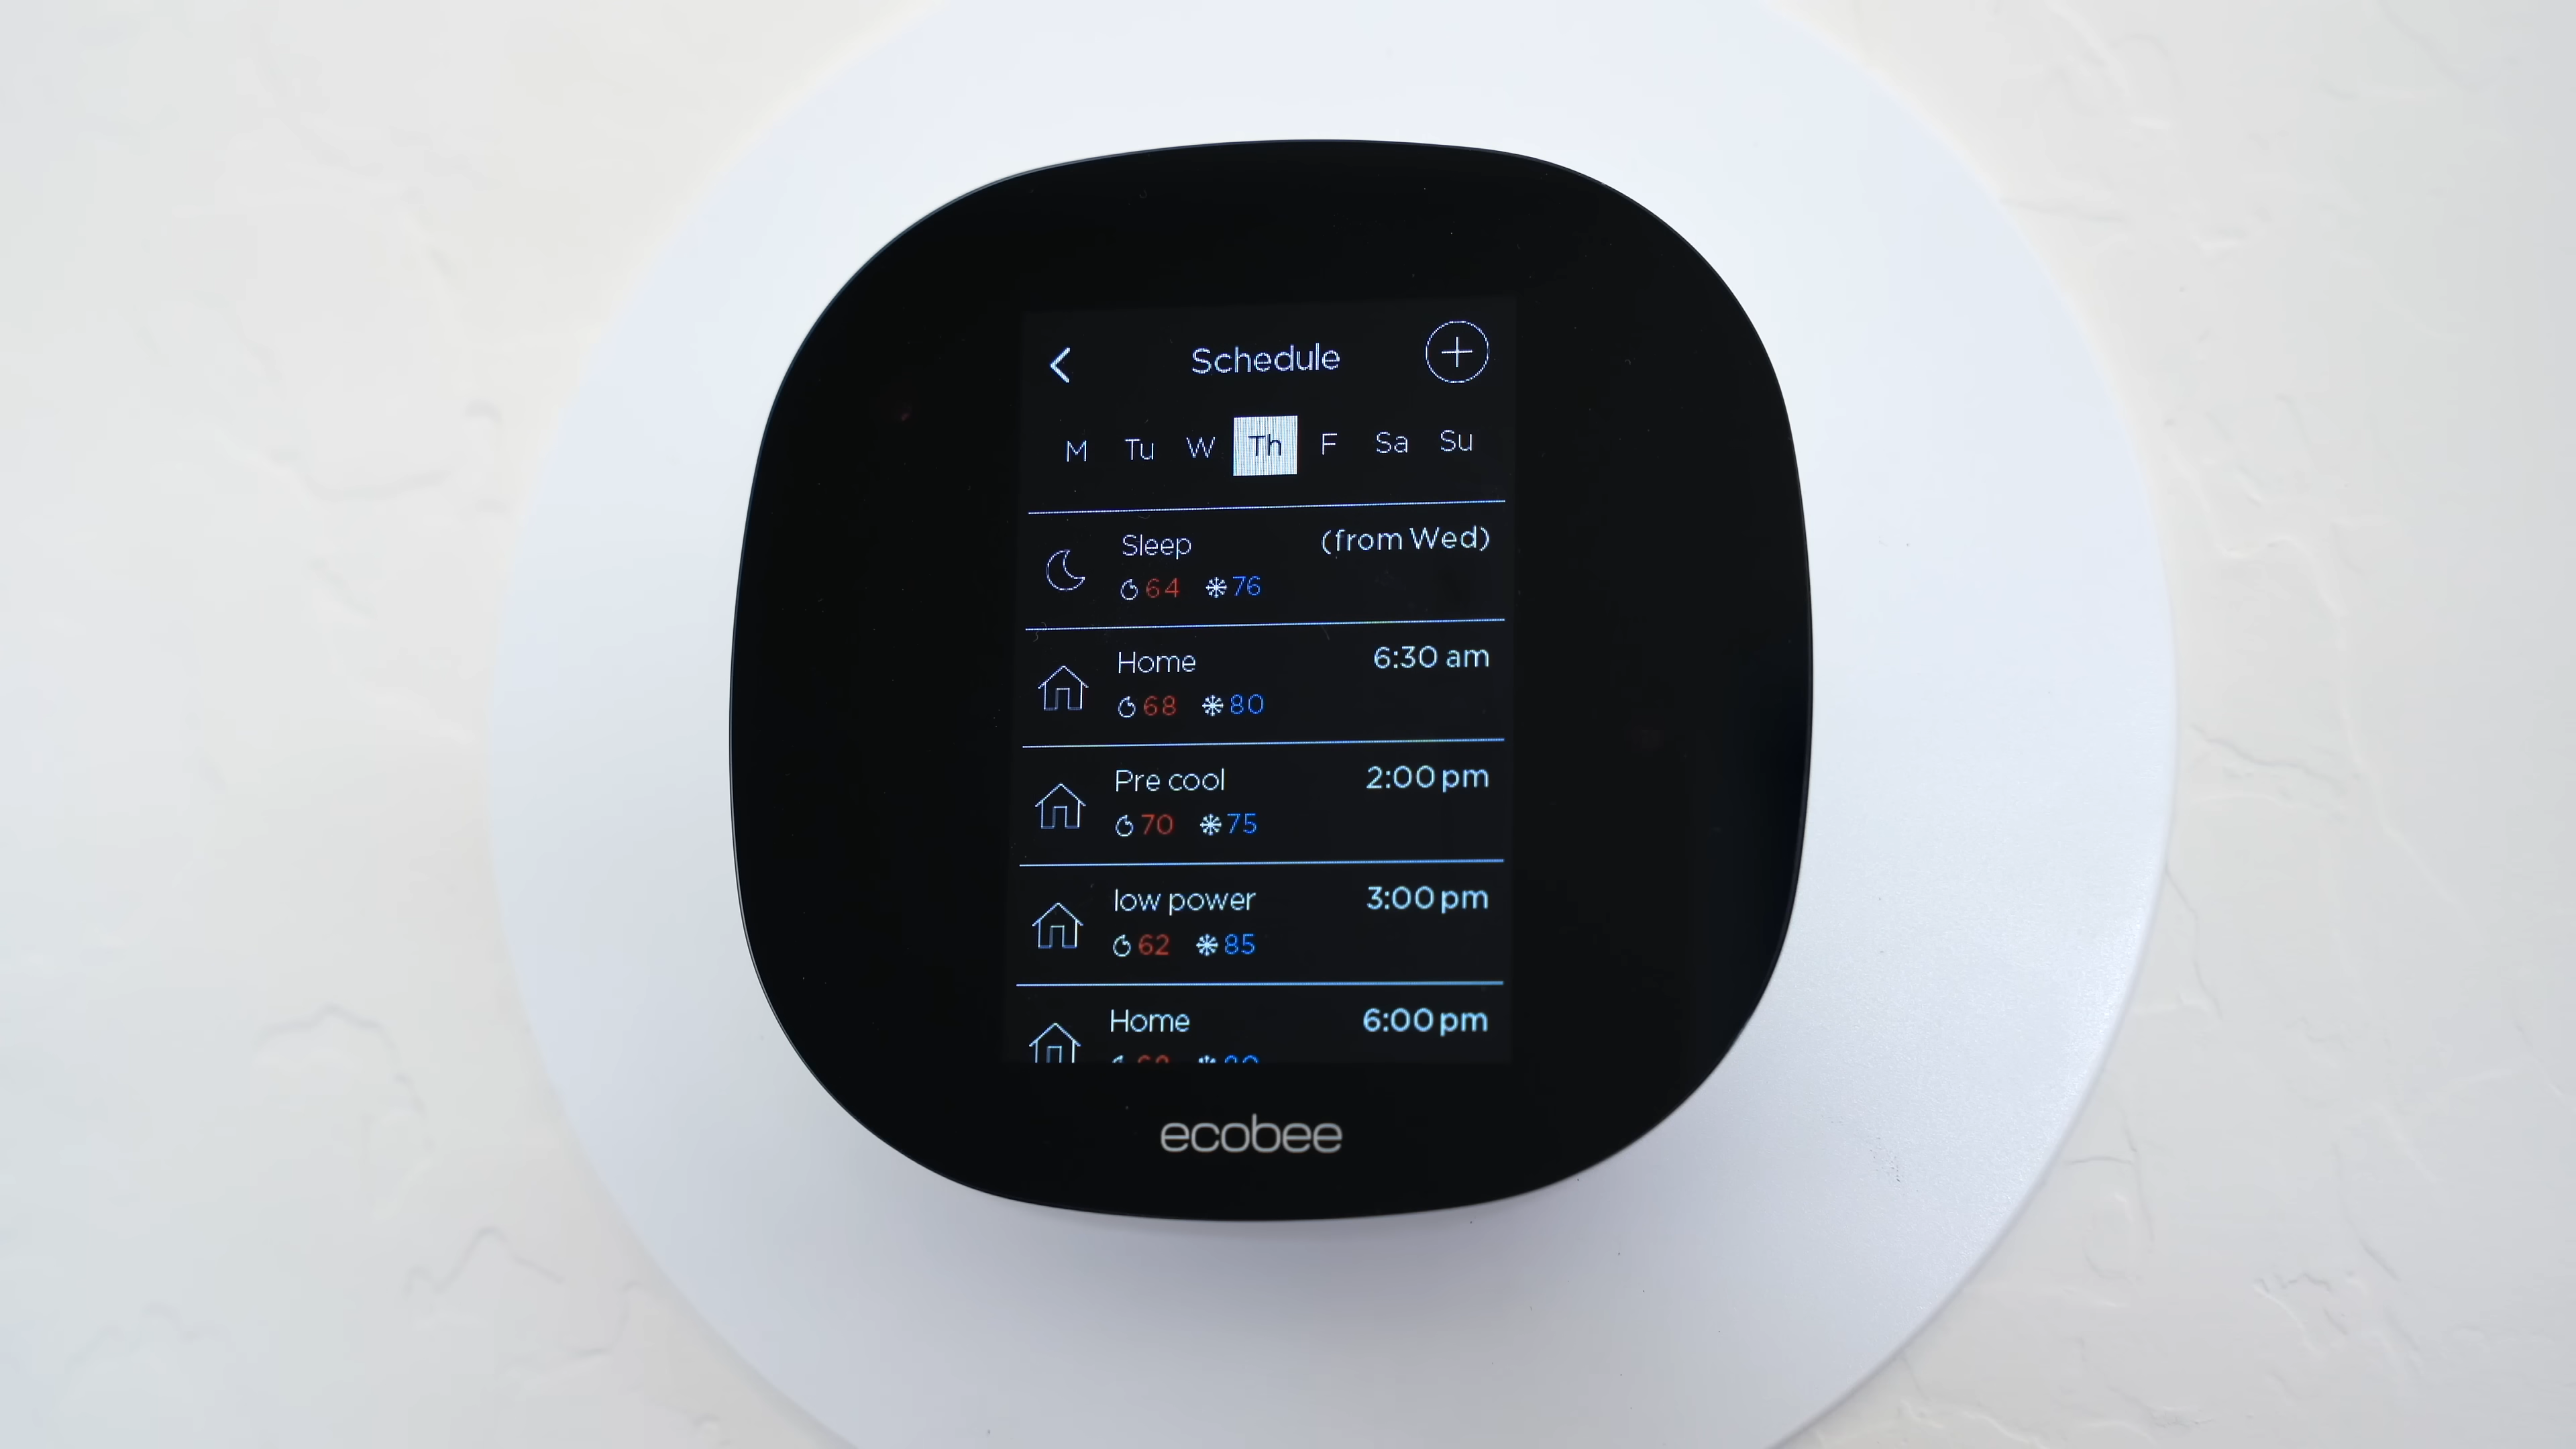 Schedule
M Tu W Th F Sa Su
Sleep (from Wed)
64 76
Home 6:30 am
68 80
Pre cool 2:00 pm
70 75
low power 3:00 pm
62 85
Home 6:00 pm
ecobee